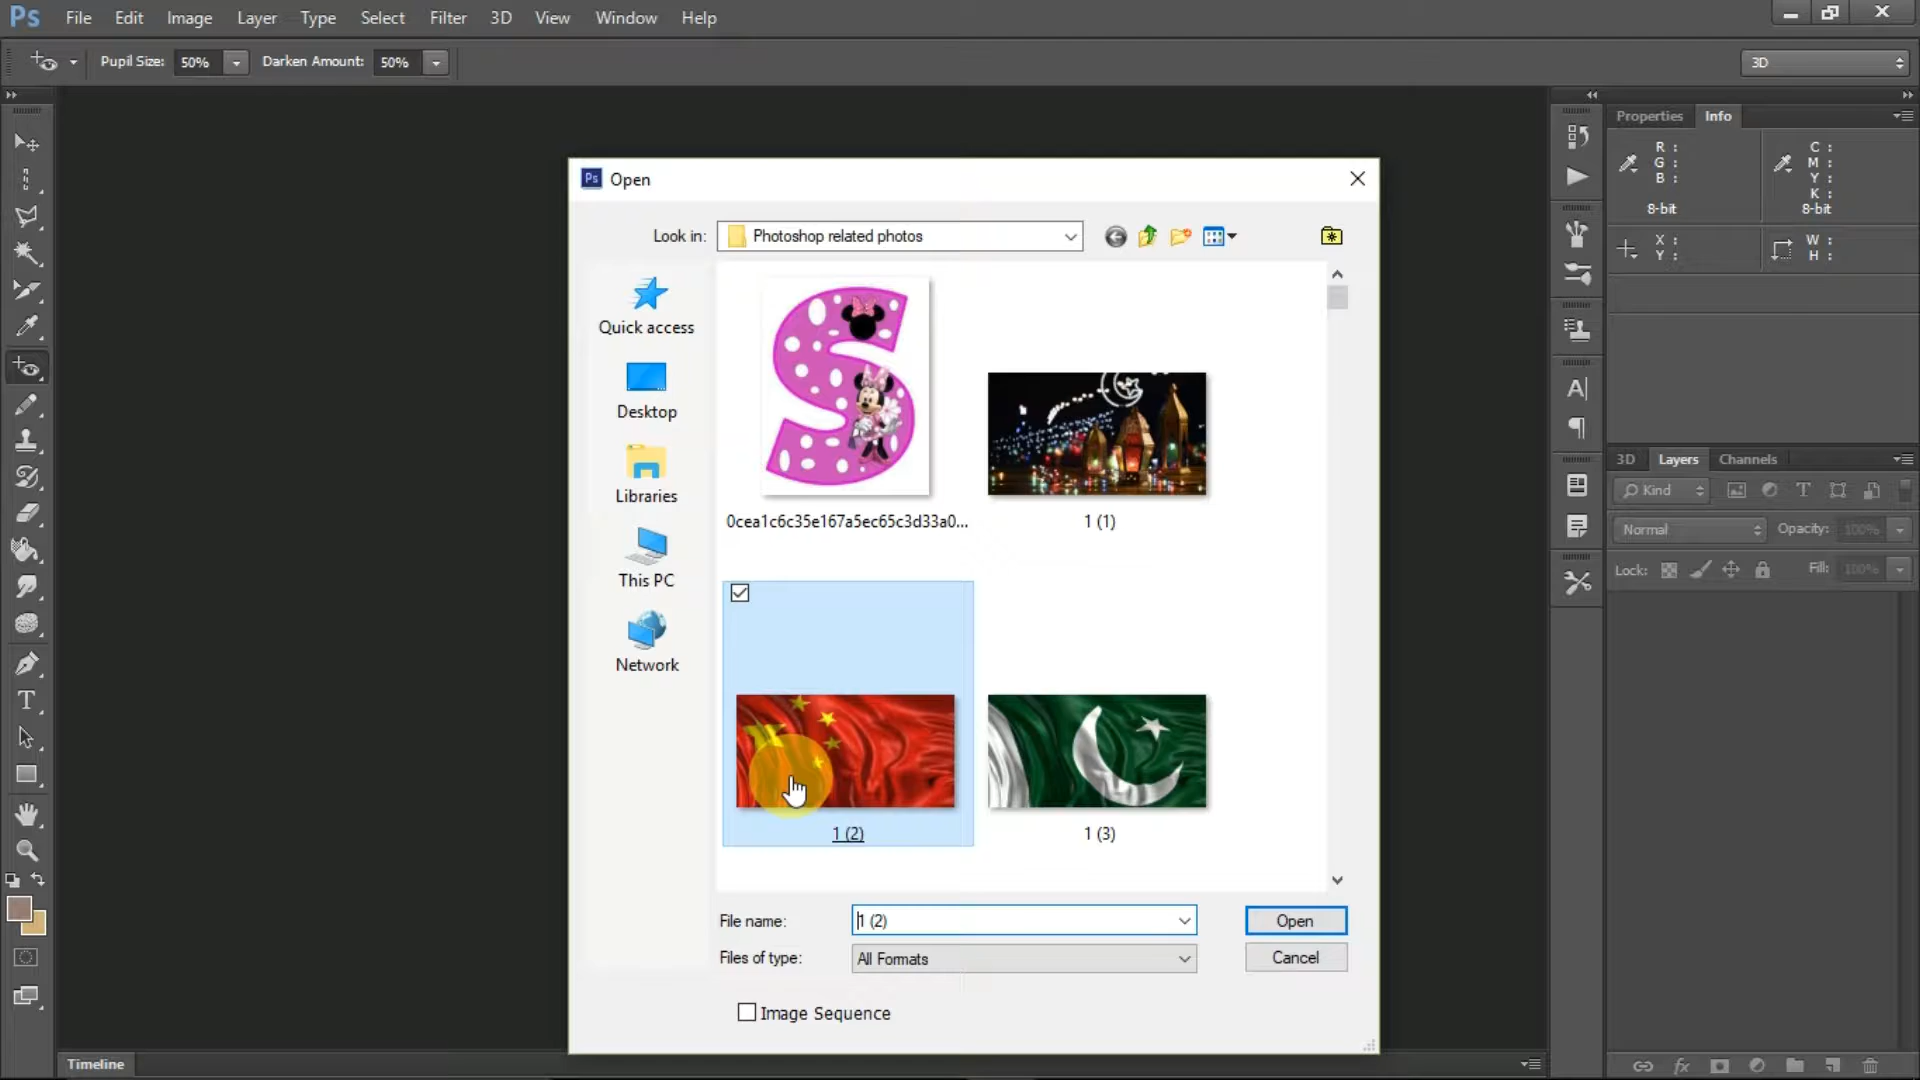 Ps File Edit Image Layer Type Select Filter 3D View Window Help
Pupil Size: 50% Darken Amount: 50%
3D
Properties Info
R :
G :
B :
8-bit
C :
M :
Y :
K :
8-bit
X :
Y :
W :
H :
3D Layers Channels
Kind
Normal Opacity: 100%
Lock: Fill: 100%
Ps Open
Look in: Photoshop related photos
Quick access
Desktop
Libraries
This PC
Network
0cea1c6c35e167a5ec65c3d33a0...
1 (1)
1 (2)
1 (3)
File name: 1 (2) Open
Files of type: All Formats Cancel
Image Sequence
Timeline